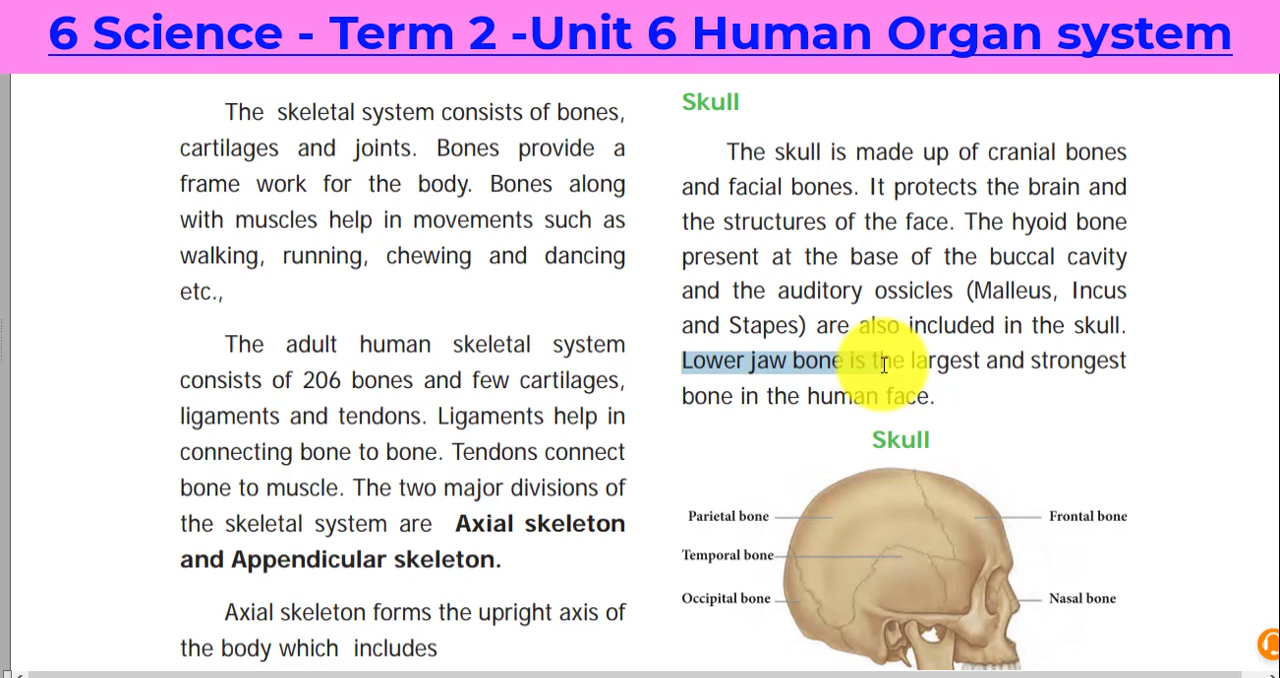 6 Science - Term 2 -Unit 6 Human Organ system
The skeletal system consists of bones,
cartilages and joints. Bones provide a
frame work for the body. Bones along
with muscles help in movements such as
walking, running, chewing and dancing
etc.,
The adult human skeletal system
consists of 206 bones and few cartilages,
ligaments and tendons. Ligaments help in
connecting bone to bone. Tendons connect
bone to muscle. The two major divisions of
the skeletal system are Axial skeleton
and Appendicular skeleton.
Axial skeleton forms the upright axis of
the body which includes
Skull
The skull is made up of cranial bones
and facial bones. It protects the brain and
the structures of the face. The hyoid bone
present at the base of the buccal cavity
and the auditory ossicles (Malleus, Incus
and Stapes) are also included in the skull.
Lower jaw bone is the largest and strongest
bone in the human face.
Skull
Parietal bone
Temporal bone
Occipital bone
Frontal bone
Nasal bone